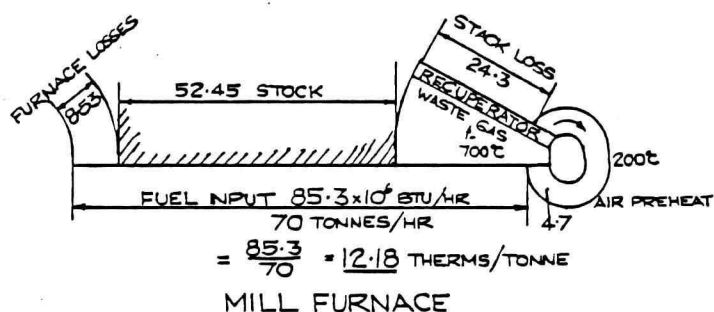 FURNACE LOSSES
8.53
52.45 STOCK
STACK LOSS
24.3
RECUPERATOR
WASTE GAS
700℃
200℃
AIR PREHEAT
4.7
FUEL INPUT 85.3×10⁶ BTU/HR
70 TONNES/HR
= 85.3/70 = 12.18 THERMS/TONNE
MILL FURNACE